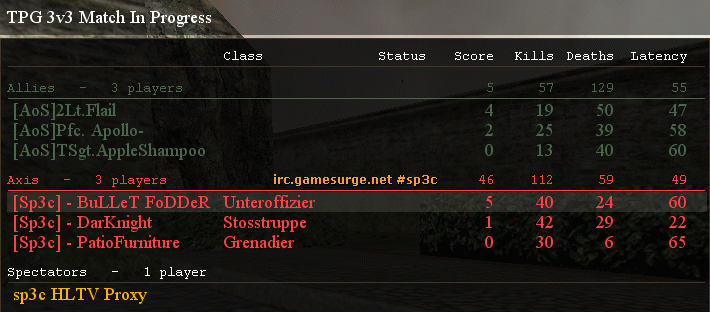 TPG 3v3 Match In Progress
Class Status Score Kills Deaths Latency
Allies - 3 players 5 57 129 55
[AoS]2Lt.Flail 4 19 50 47
[AoS]Pfc. Apollo- 2 25 39 58
[AoS]TSgt.AppleShampoo 0 13 40 60
Axis - 3 players irc.gamesurge.net #sp3c 46 112 59 49
[Sp3c] - BuLLeT FoDDeR Unteroffizier 5 40 24 60
[Sp3c] - DarKnight Stosstruppe 1 42 29 22
[Sp3c] - PatioFurniture Grenadier 0 30 6 65
Spectators - 1 player
sp3c HLTV Proxy